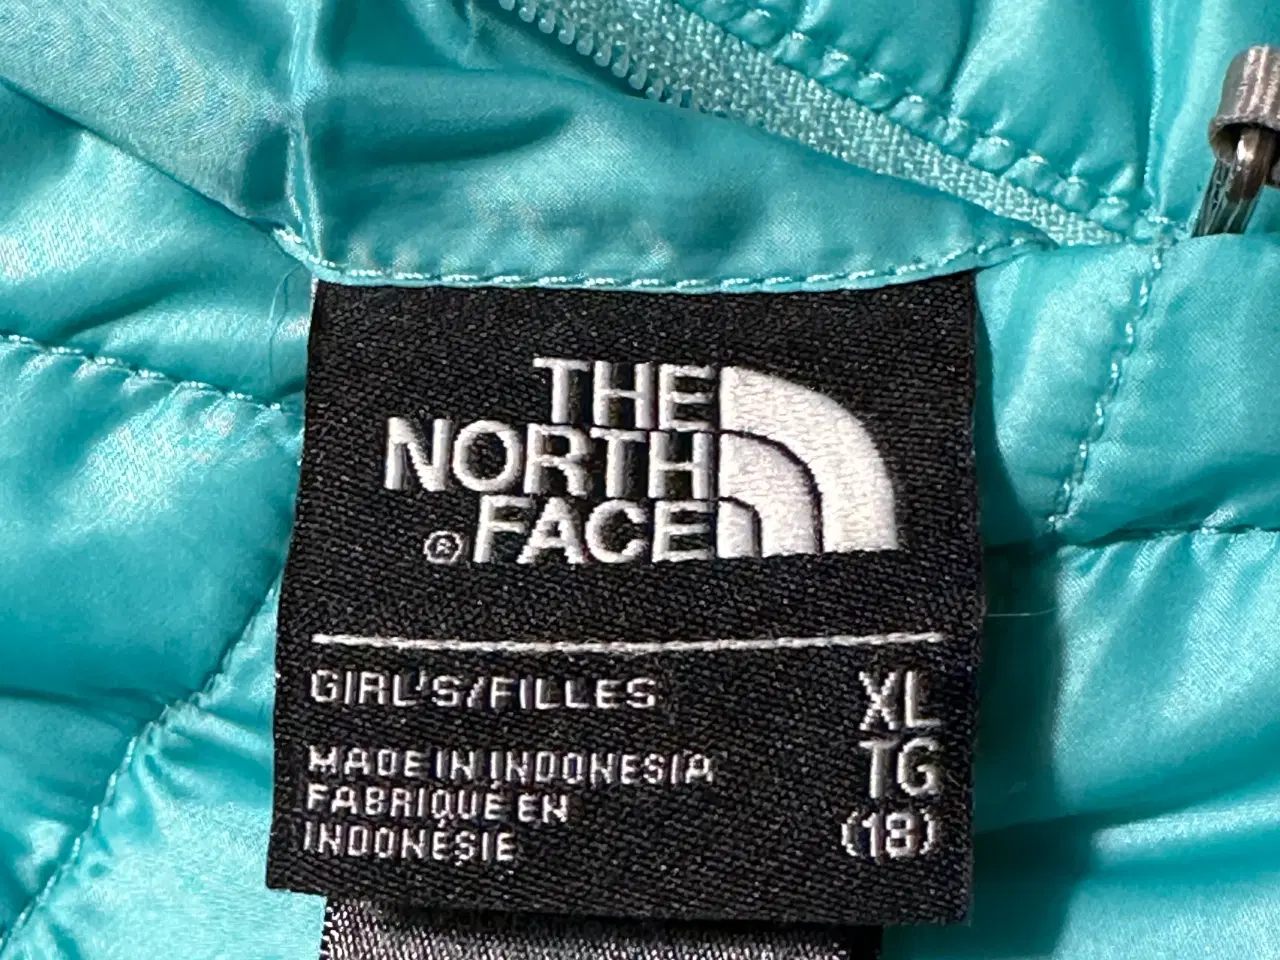 THE
NORTH
® FACE
GIRL'S/FILLES
XL
TG
(18)
MADE IN INDONESIA
FABRIQUÉ EN
INDONÉSIE